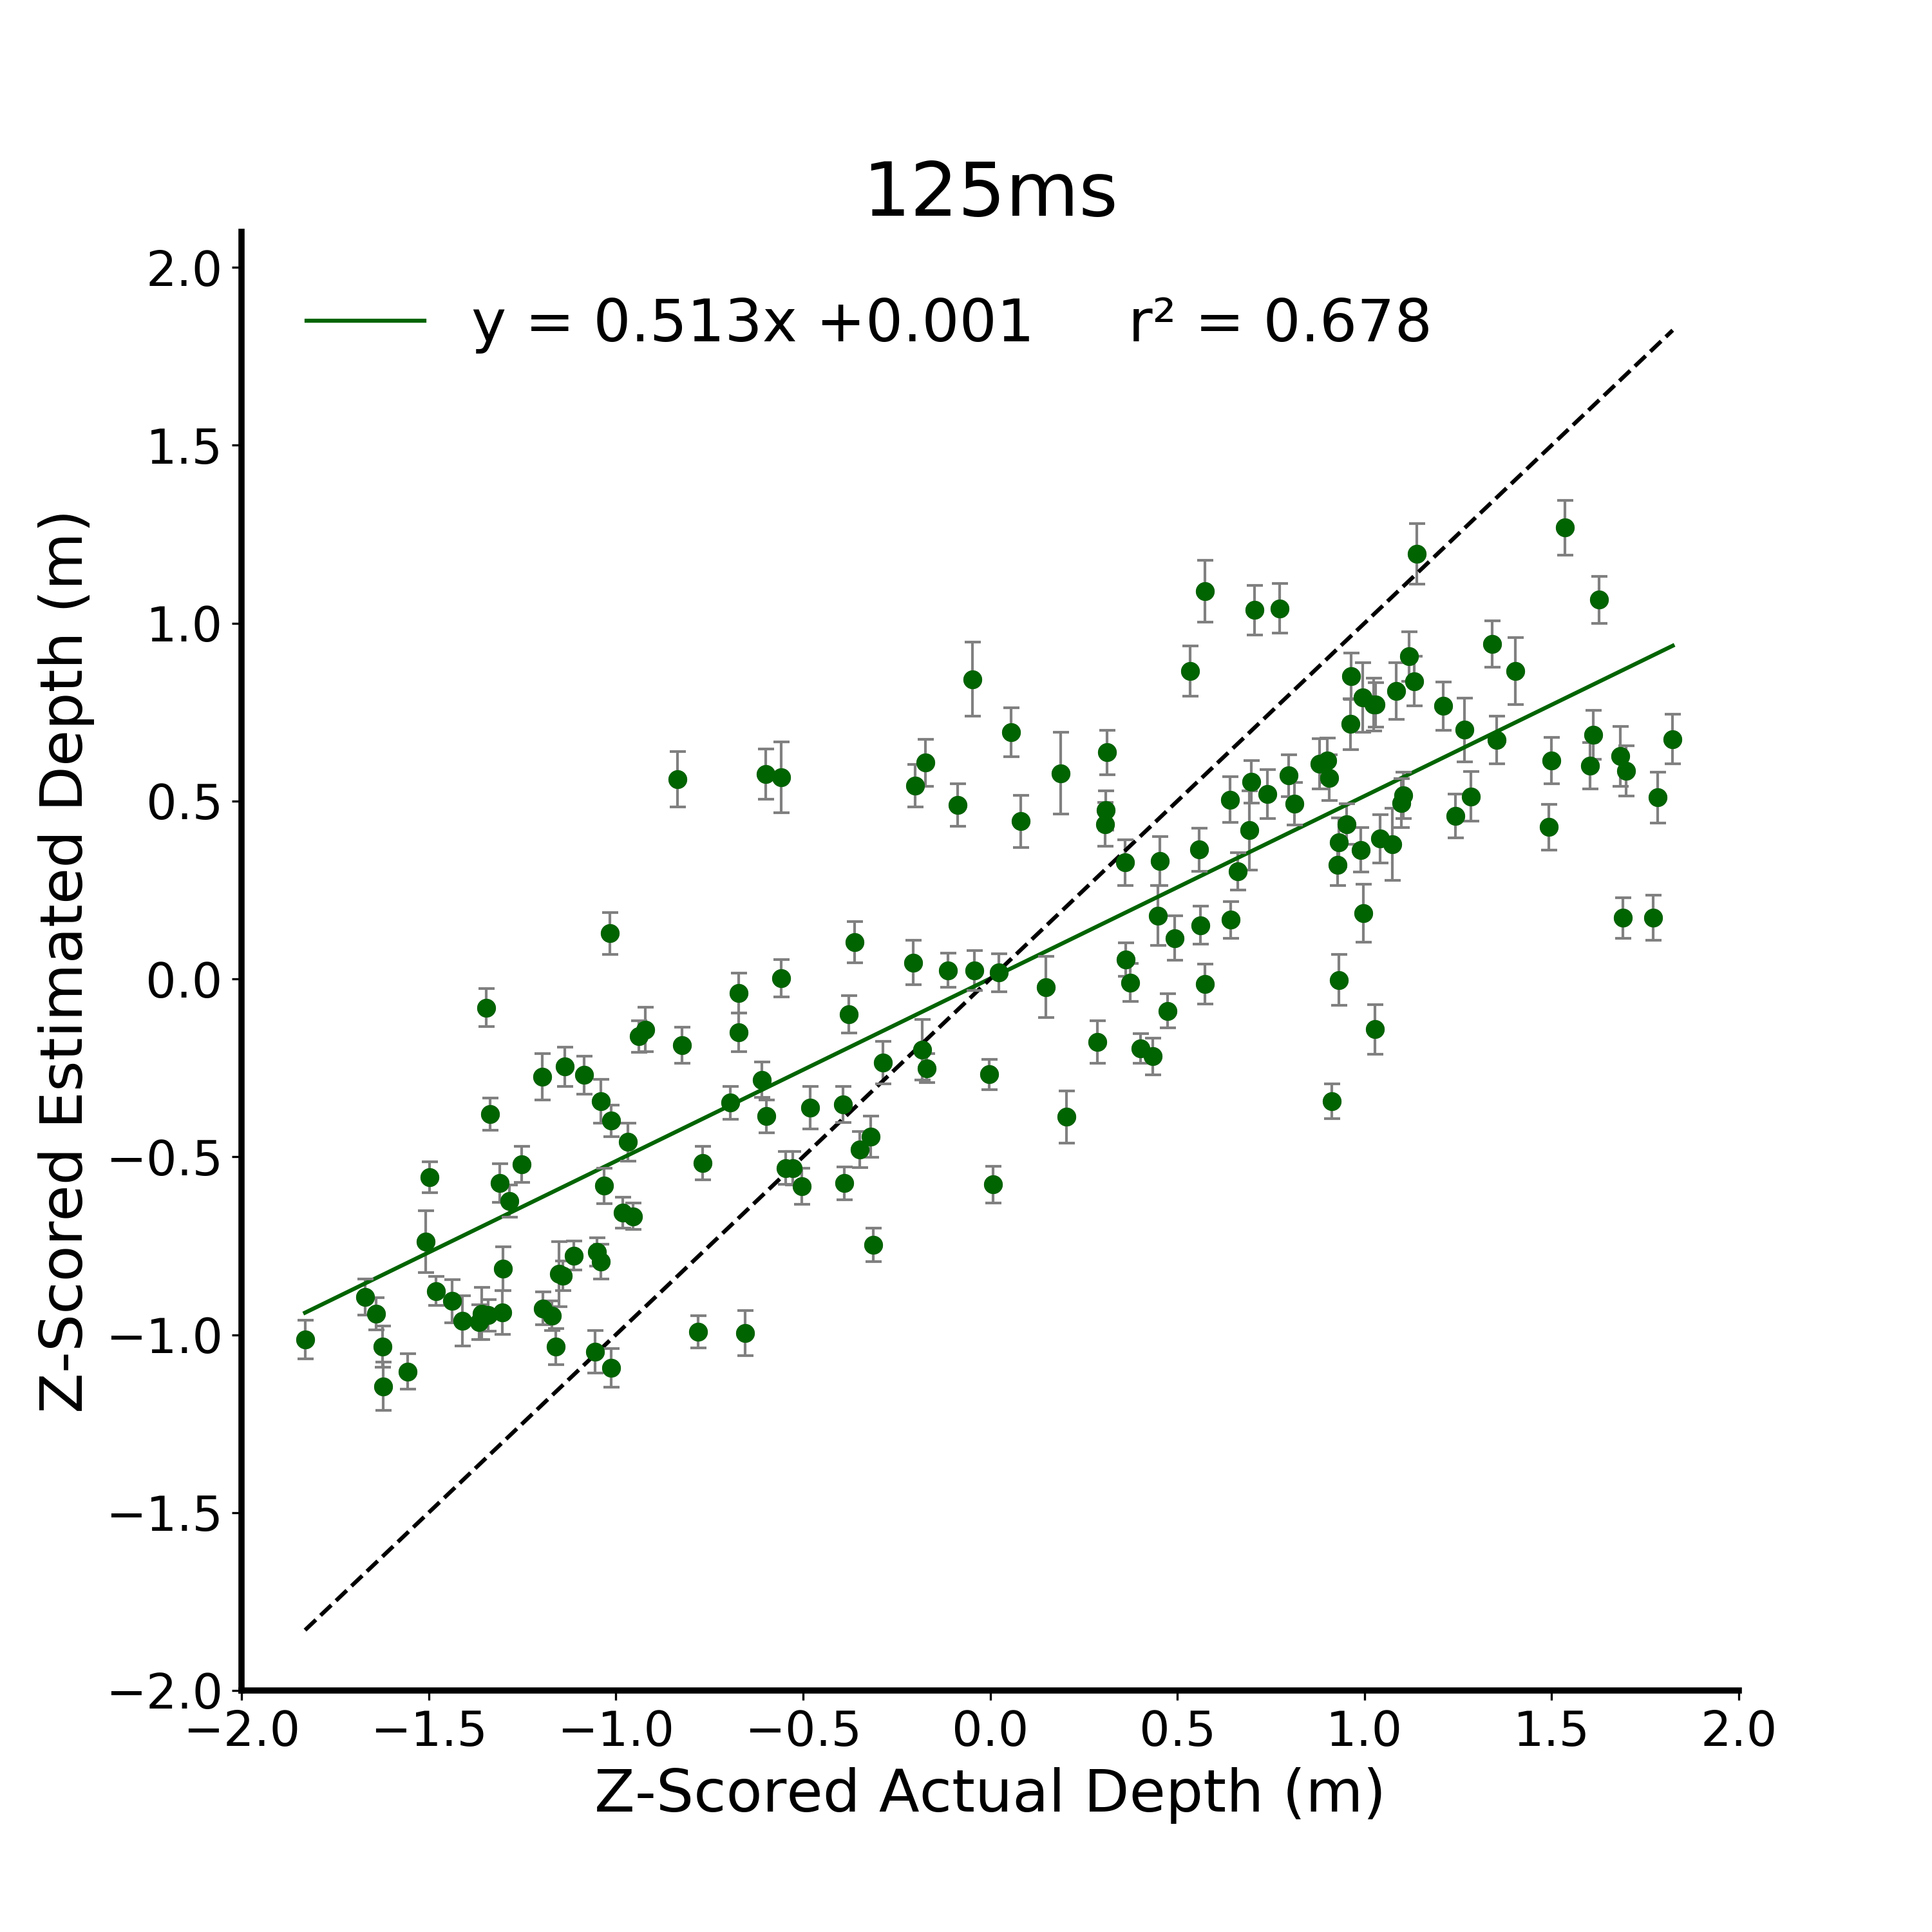 125ms
y = 0.513x +0.001 r² = 0.678
Z-Scored Estimated Depth (m)
2.0
1.5
1.0
0.5
0.0
−0.5
−1.0
−1.5
−2.0
−2.0 −1.5 −1.0 −0.5 0.0 0.5 1.0 1.5 2.0
Z-Scored Actual Depth (m)